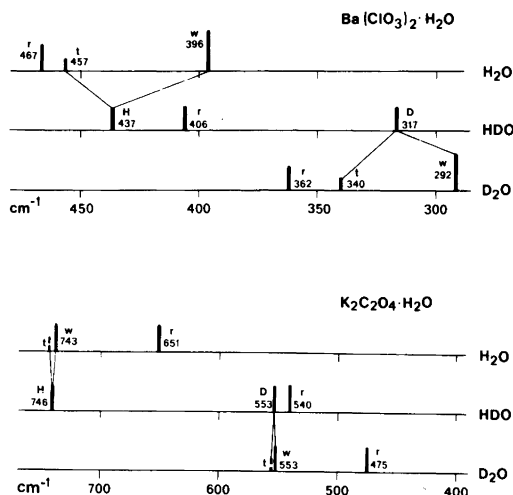 Ba(ClO₃)₂·H₂O
r 467 t 457 w 396 H₂O
H 437 r 406 D 317 HDO
r 362 t 340 w 292 D₂O
cm⁻¹ 450 400 350 300
K₂C₂O₄·H₂O
t w 743 r 651 H₂O
H 746 D 553 r 540 HDO
t w 553 r 475 D₂O
cm⁻¹ 700 600 500 400